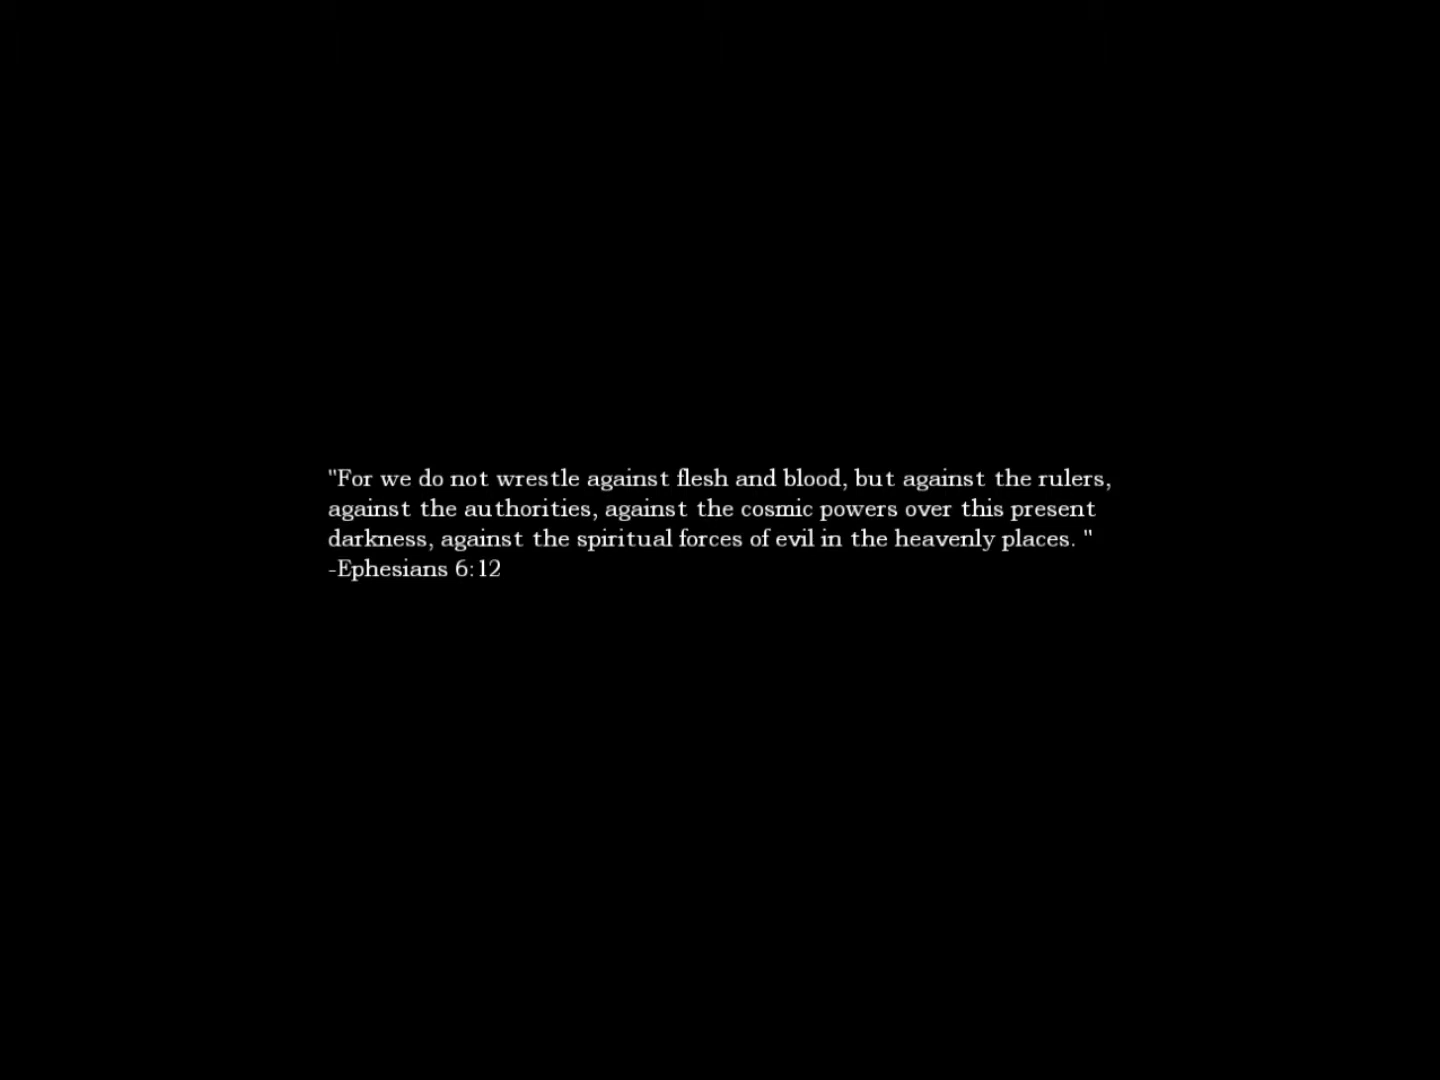 "For we do not wrestle against flesh and blood, but against the rulers,
against the authorities, against the cosmic powers over this present
darkness, against the spiritual forces of evil in the heavenly places. "
-Ephesians 6:12